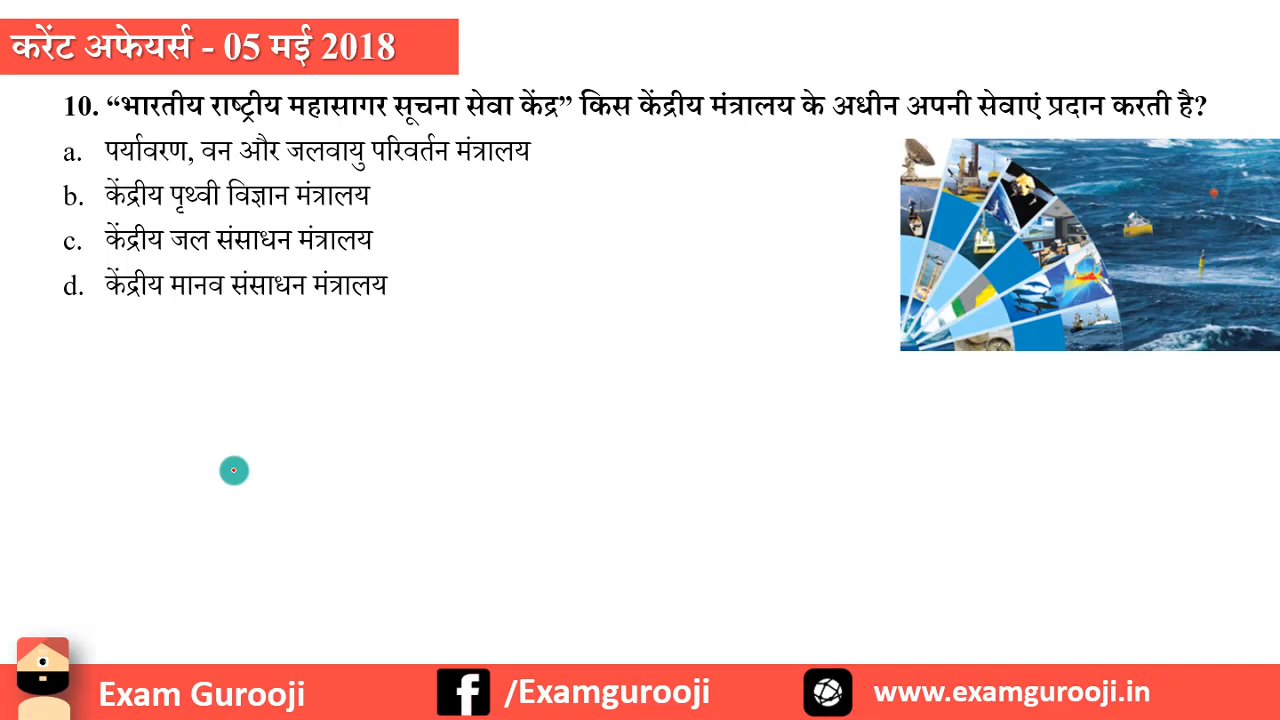 करेंट अफेयर्स - 05 मई 2018
10. “भारतीय राष्ट्रीय महासागर सूचना सेवा केंद्र” किस केंद्रीय मंत्रालय के अधीन अपनी सेवाएं प्रदान करती है?
a. पर्यावरण, वन और जलवायु परिवर्तन मंत्रालय
b. केंद्रीय पृथ्वी विज्ञान मंत्रालय
c. केंद्रीय जल संसाधन मंत्रालय
d. केंद्रीय मानव संसाधन मंत्रालय
Exam Gurooji /Examgurooji www.examgurooji.in